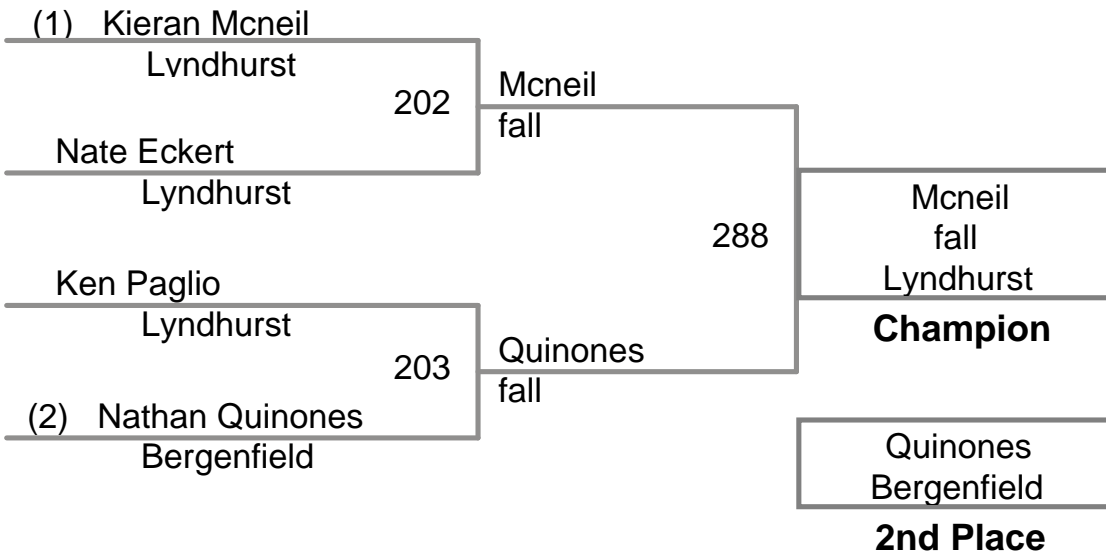 (1) Kieran Mcneil
Lyndhurst
202
Nate Eckert
Lyndhurst
Ken Paglio
Lyndhurst
203
(2) Nathan Quinones
Bergenfield
Mcneil
fall
288
Quinones
fall
Mcneil
fall
Lyndhurst
Champion
Quinones
Bergenfield
2nd Place